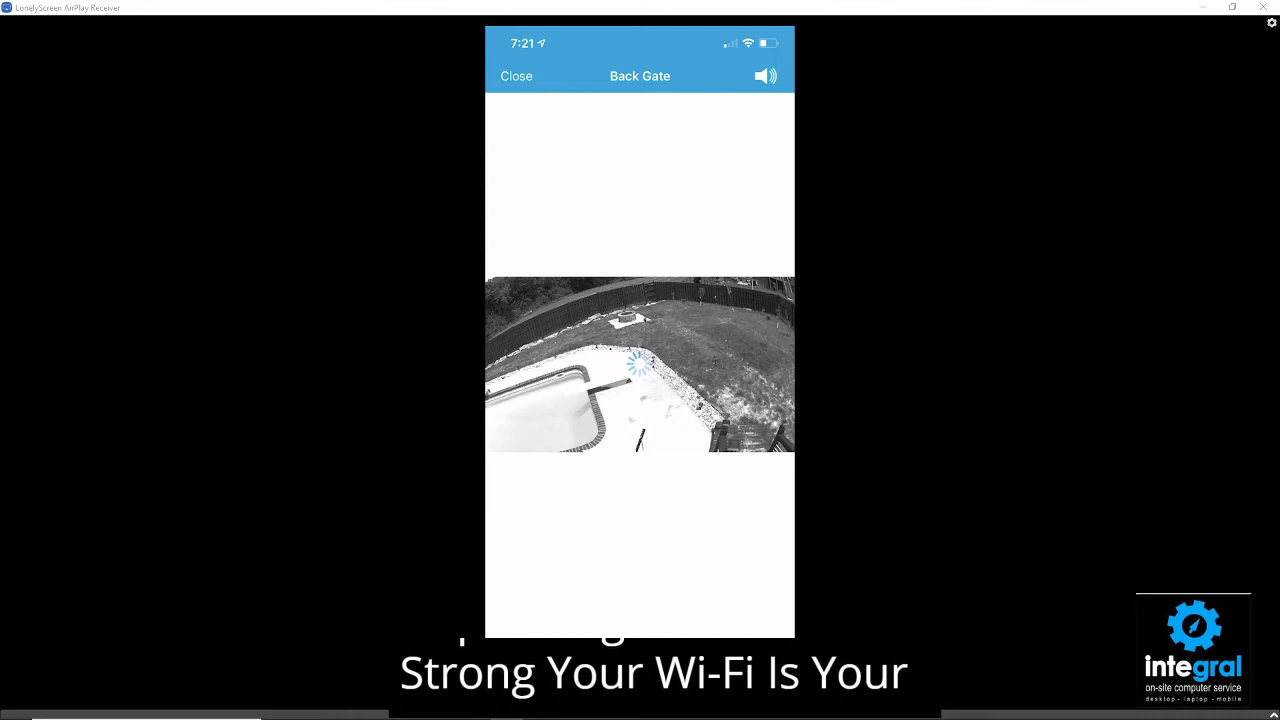 LonelyScreen AirPlay Receiver
7:21
Close
Back Gate
Strong Your Wi-Fi Is Your
integral
on-site computer service
desktop - laptop - mobile